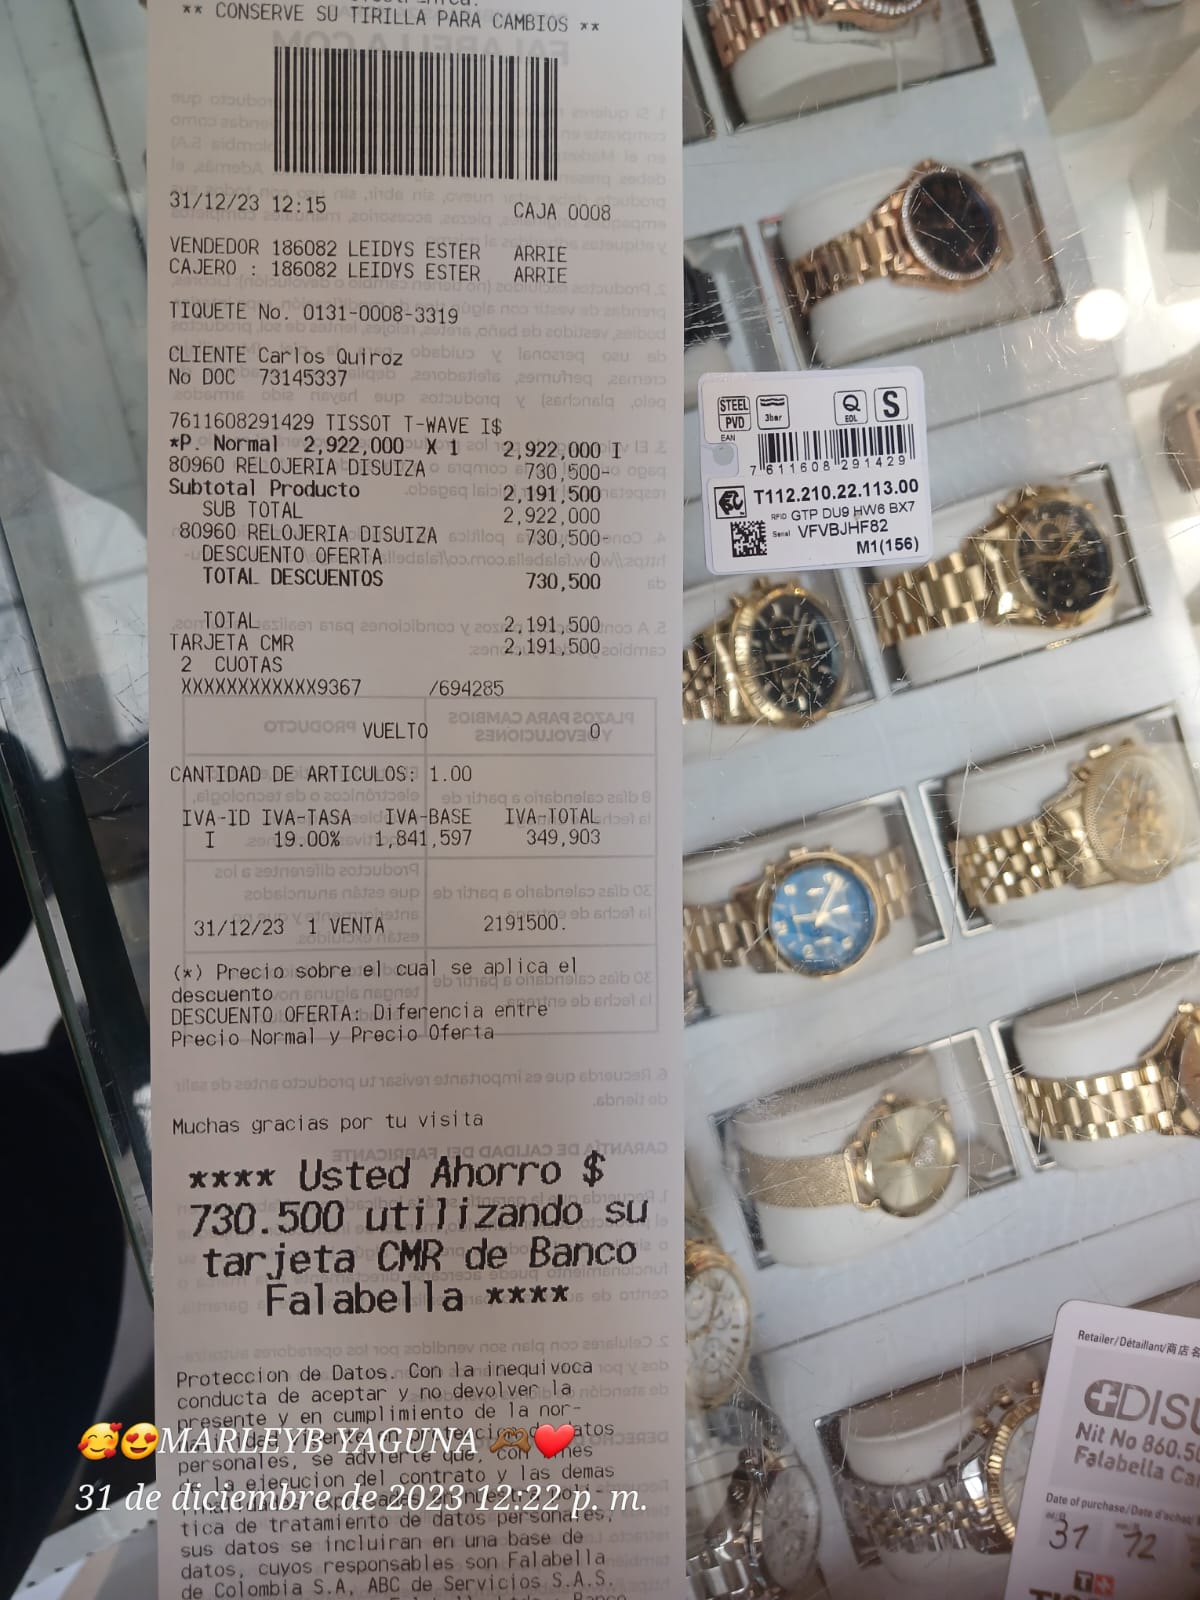 ** CONSERVE SU TIRILLA PARA CAMBIOS **
31/12/23 12:15 CAJA 0008
VENDEDOR 186082 LEIDYS ESTER ARRIE
CAJERO : 186082 LEIDYS ESTER ARRIE
TIQUETE No. 0131-0008-3319
CLIENTE Carlos Quiroz
No DOC 73145337
7611608291429 TISSOT T-WAVE I$
*P. Normal 2,922,000 X 1 2,922,000 I
80960 RELOJERIA DISUIZA 730,500-
Subtotal Producto 2,191,500
SUB TOTAL 2,922,000
80960 RELOJERIA DISUIZA 730,500-
DESCUENTO OFERTA 0
TOTAL DESCUENTOS 730,500
TOTAL 2,191,500
TARJETA CMR 2,191,500
2 CUOTAS
XXXXXXXXXXXX9367 /694285
VUELTO 0
CANTIDAD DE ARTICULOS: 1.00
IVA-ID IVA-TASA IVA-BASE IVA-TOTAL
I 19.00% 1,841,597 349,903
31/12/23 1 VENTA 2191500.
(*) Precio sobre el cual se aplica el
descuento
DESCUENTO OFERTA: Diferencia entre
Precio Normal y Precio Oferta
Muchas gracias por tu visita
**** Usted Ahorro $
730.500 utilizando su
tarjeta CMR de Banco
Falabella ****
Proteccion de Datos. Con la inequivoca
conducta de aceptar y no devolver la
presente y en cumplimiento de la nor-
personales, se advierte que, con
la ejecucion del contrato y las demas
tica de tratamiento de datos personales,
sus datos se incluiran en una base de
datos, cuyos responsables son Falabella
de Colombia S.A, ABC de Servicios S.A.S.
MARLEYB YAGUNA
31 de diciembre de 2023 12:22 p. m.
STEEL
PVD
3bar
Q
EOL
S
EAN
7 611608 291429
T112.210.22.113.00
RFID GTP DU9 HW6 BX7
Serial VFVBJHF82
M1(156)
Retailer/Détaillant/商店名
DISU
Nit No 860.5
Falabella Ca
Date of purchase/Date d'achat/
31 12